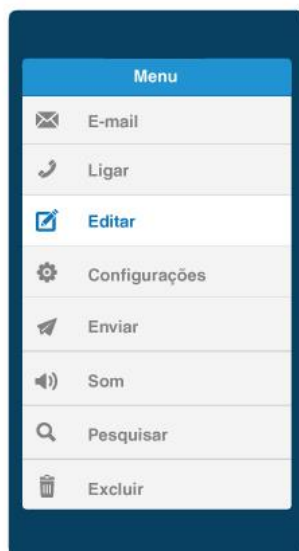 Menu
E-mail
Ligar
Editar
Configurações
Enviar
Som
Pesquisar
Excluir